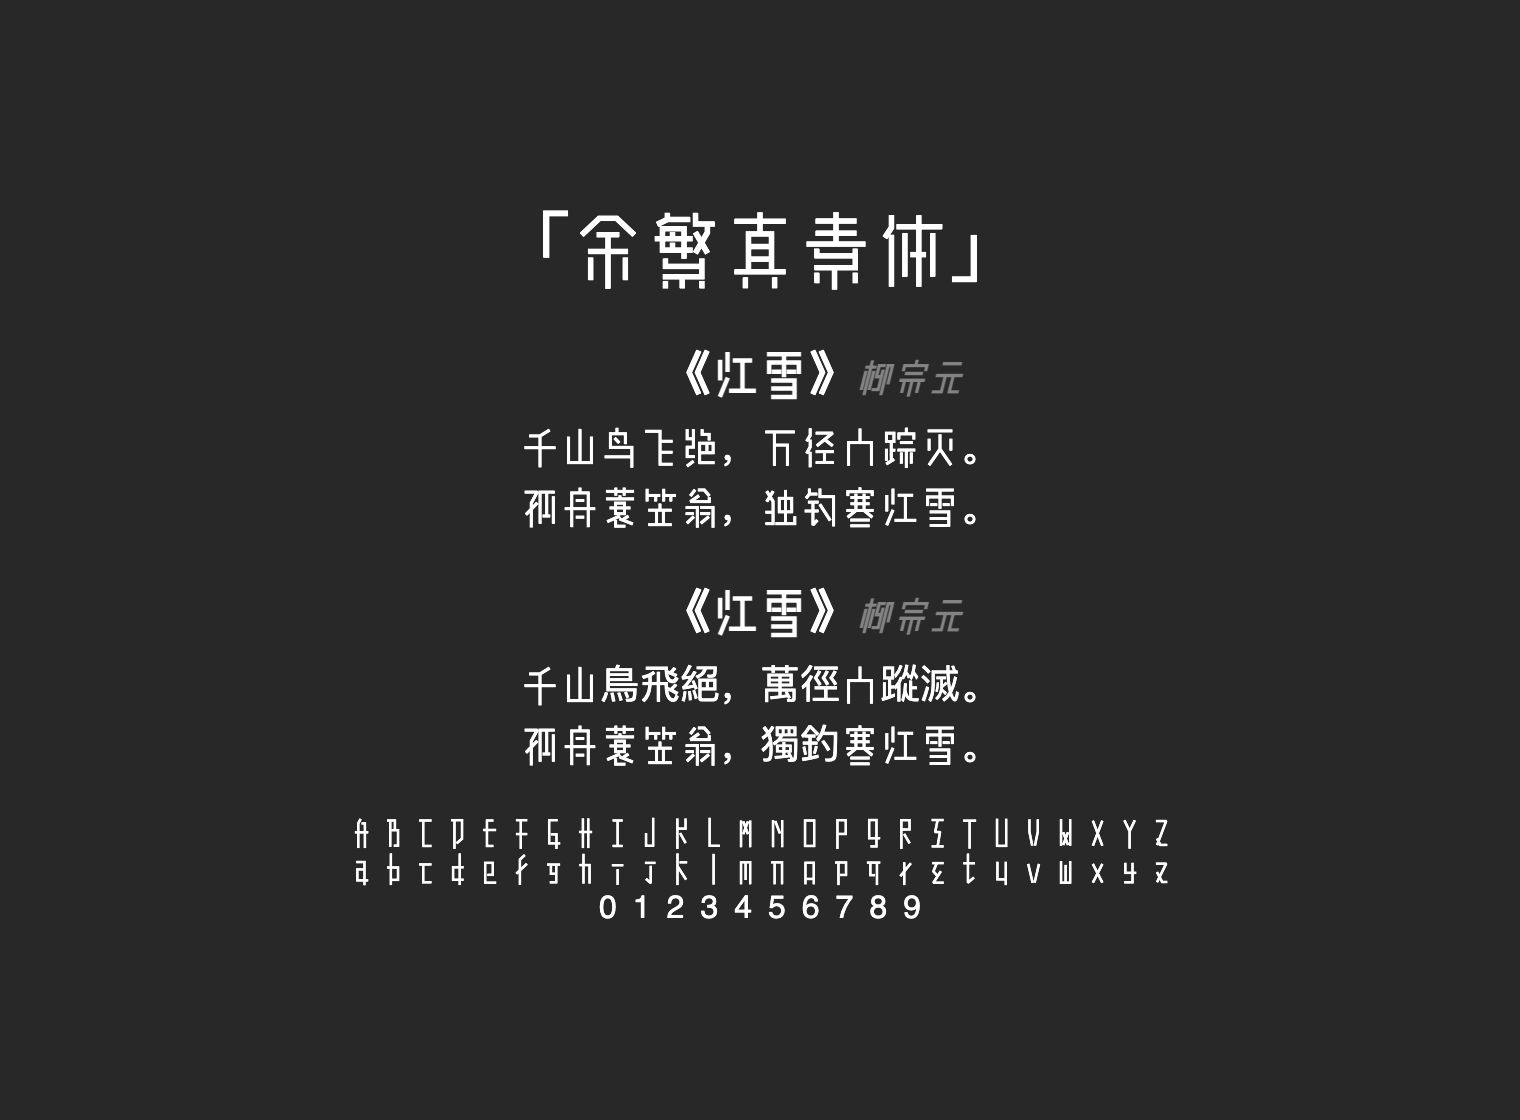 「余繁真素体」
《江雪》柳宗元
千山鸟飞绝，万径人踪灭。
孤舟蓑笠翁，独钓寒江雪。
《江雪》柳宗元
千山鳥飛絕，萬徑人蹤滅。
孤舟蓑笠翁，獨釣寒江雪。
A B C D E F G H I J K L M N O P Q R S T U V W X Y Z
a b c d e f g h i j k l m n o p q r s t u v w x y z
0 1 2 3 4 5 6 7 8 9